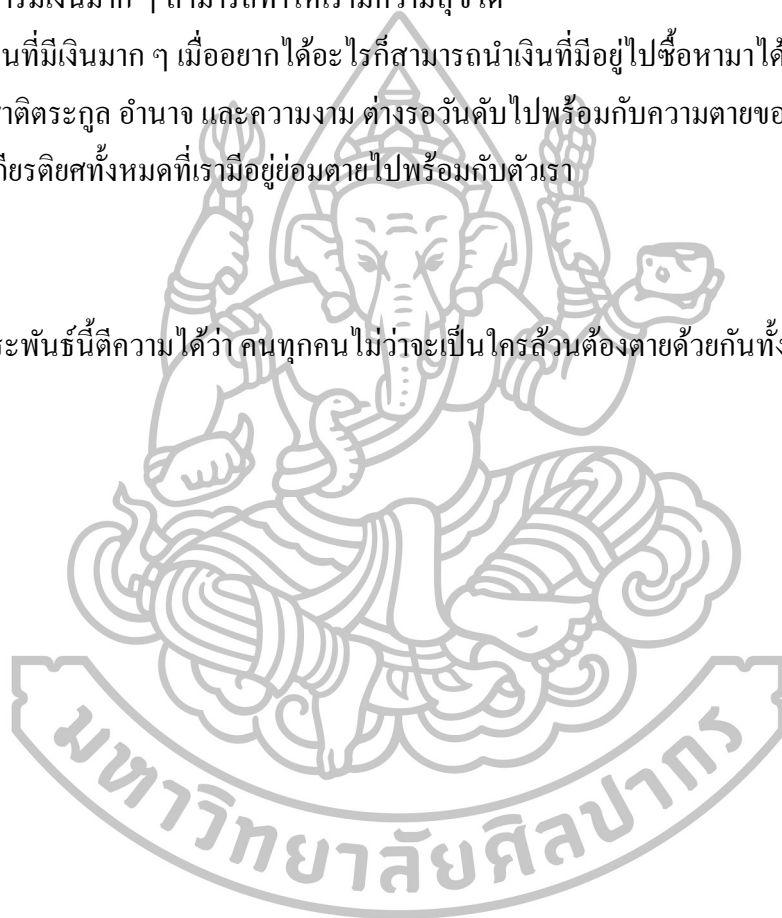 ารมีเงินมาก ๆ สามารถทำให้เรามีความสุขได้
นที่มีเงินมาก ๆ เมื่ออยากได้อะไรก็สามารถนำเงินที่มีอยู่ไปซื้อหามาได้
าติตระกูล อำนาจ และความงาม ต่างรอวันดับไปพร้อมกับความตายขอ
กียรติยศทั้งหมดที่เรามีอยู่ย่อมตายไปพร้อมกับตัวเรา
ระพันธ์นี้ตีความได้ว่า คนทุกคนไม่ว่าจะเป็นใครล้วนต้องตายด้วยกันทั้ง
มหาวิทยาลัยศิลปากร